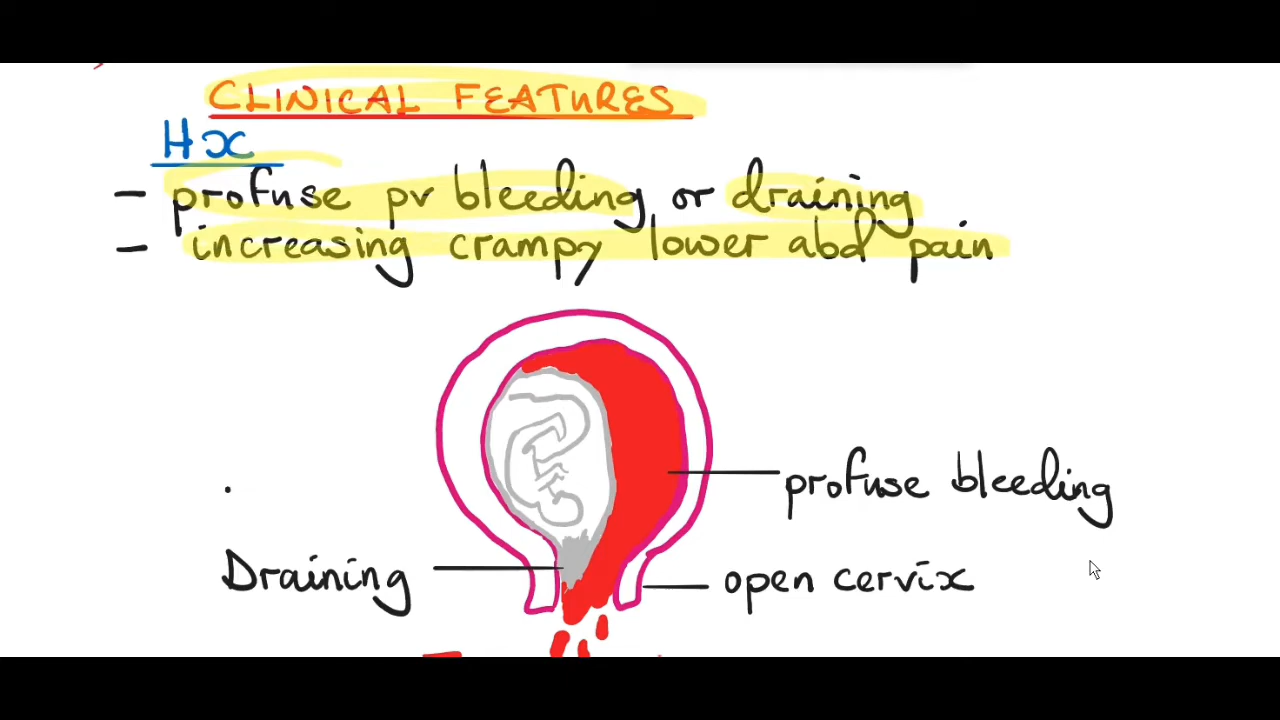 CLINICAL FEATURES
Hx
- profuse pv bleeding or draining
- increasing crampy lower abd pain
profuse bleeding
Draining
open cervix